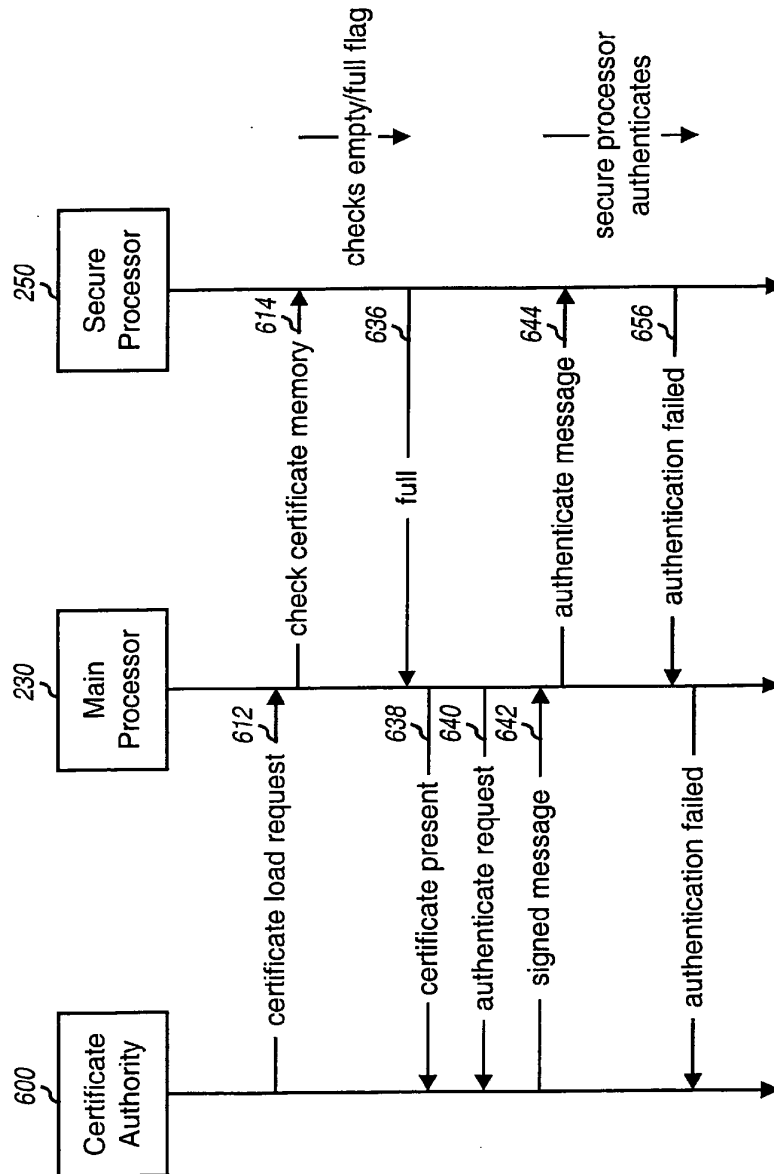 600
Certificate
Authority
230
Main
Processor
250
Secure
Processor
certificate load request
612
check certificate memory
614
checks empty/full flag
full
636
certificate present
638
authenticate request
640
signed message
642
authenticate message
644
secure processor
authenticates
authentication failed
656
authentication failed